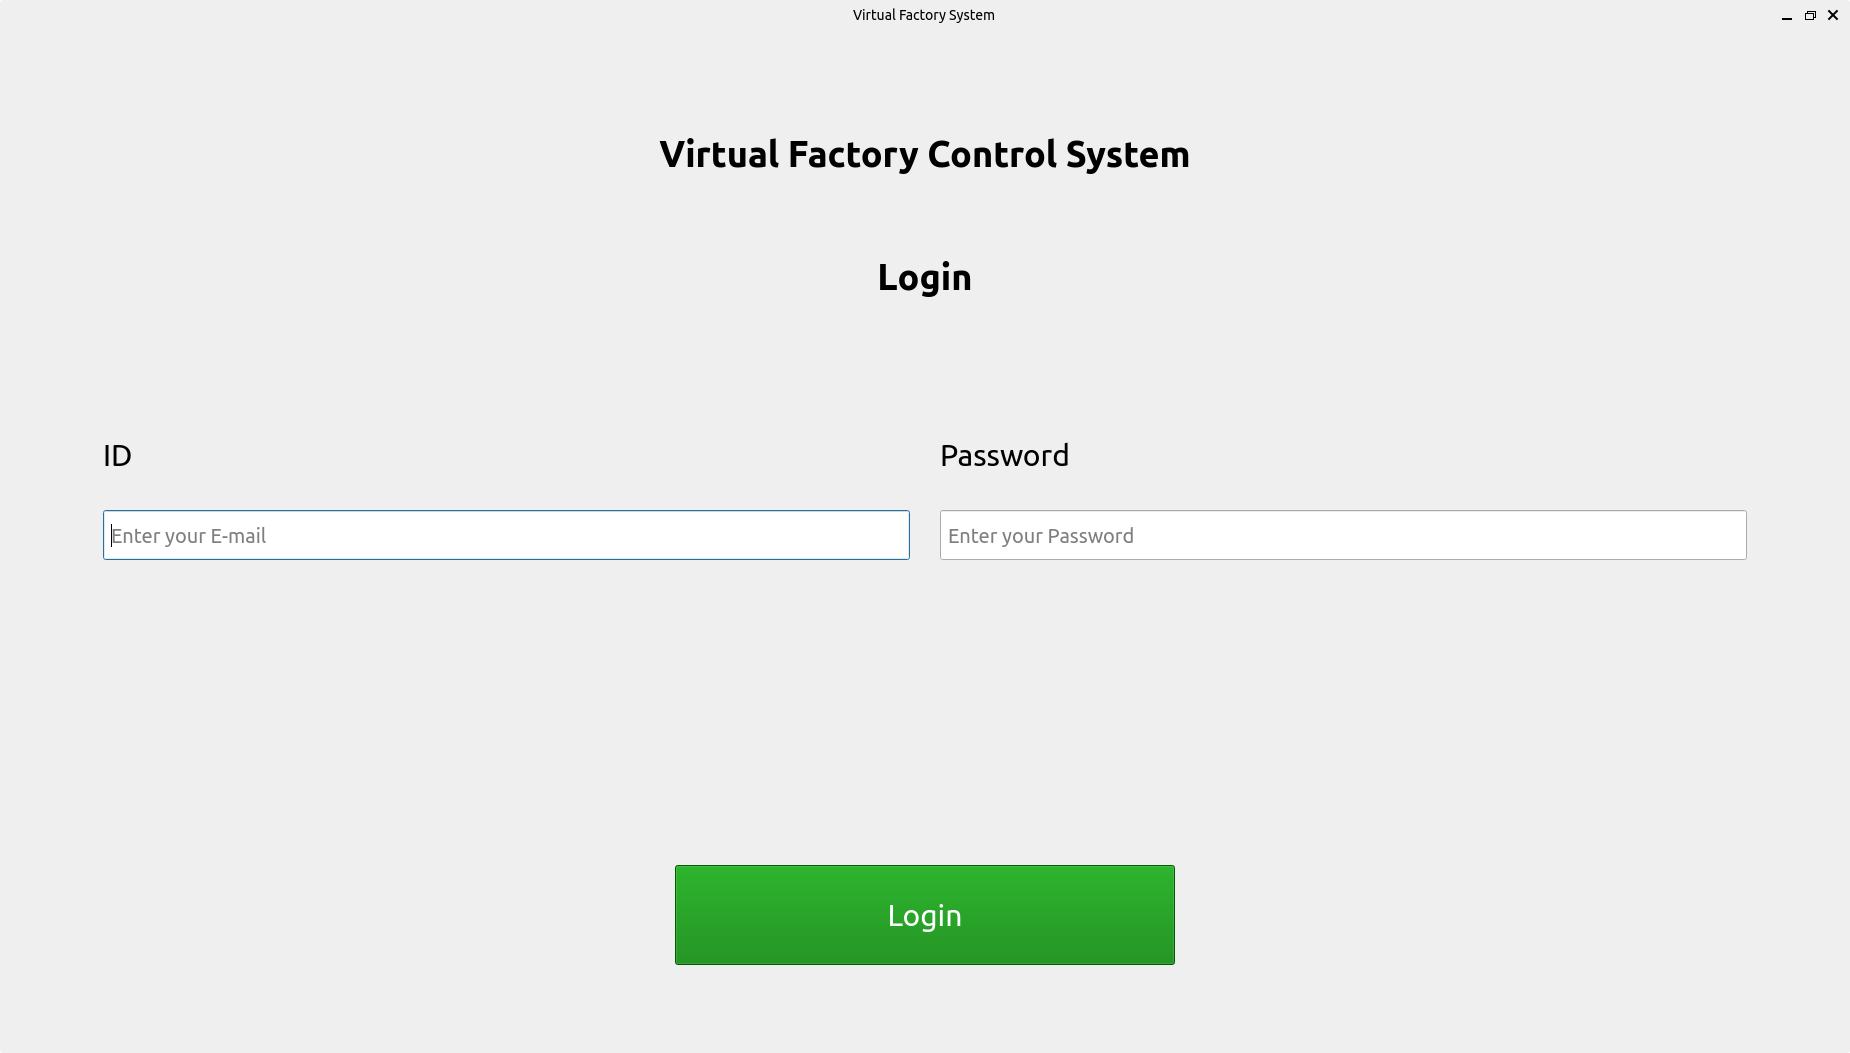 Virtual Factory System
Virtual Factory Control System
Login
ID
Password
Enter your E-mail
Enter your Password
Login